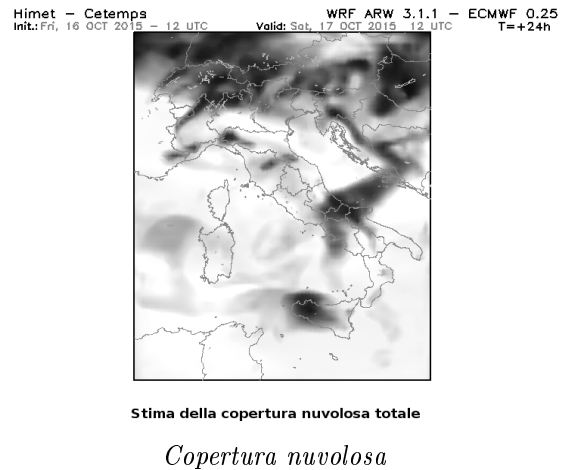 Himet – Cetemps WRF ARW 3.1.1 – ECMWF 0.25
Init.: Fri, 16 OCT 2015 – 12 UTC Valid: Sat, 17 OCT 2015 12 UTC T=+24h
Stima della copertura nuvolosa totale
Copertura nuvolosa